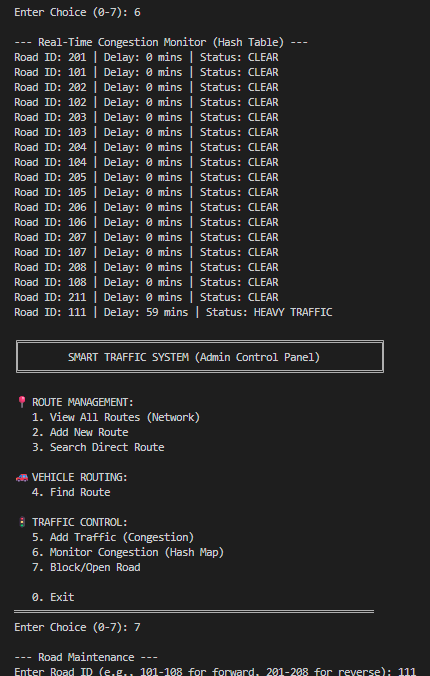 Enter Choice (0-7): 6
--- Real-Time Congestion Monitor (Hash Table) ---
Road ID: 201 | Delay: 0 mins | Status: CLEAR
Road ID: 101 | Delay: 0 mins | Status: CLEAR
Road ID: 202 | Delay: 0 mins | Status: CLEAR
Road ID: 102 | Delay: 0 mins | Status: CLEAR
Road ID: 203 | Delay: 0 mins | Status: CLEAR
Road ID: 103 | Delay: 0 mins | Status: CLEAR
Road ID: 204 | Delay: 0 mins | Status: CLEAR
Road ID: 104 | Delay: 0 mins | Status: CLEAR
Road ID: 205 | Delay: 0 mins | Status: CLEAR
Road ID: 105 | Delay: 0 mins | Status: CLEAR
Road ID: 206 | Delay: 0 mins | Status: CLEAR
Road ID: 106 | Delay: 0 mins | Status: CLEAR
Road ID: 207 | Delay: 0 mins | Status: CLEAR
Road ID: 107 | Delay: 0 mins | Status: CLEAR
Road ID: 208 | Delay: 0 mins | Status: CLEAR
Road ID: 108 | Delay: 0 mins | Status: CLEAR
Road ID: 211 | Delay: 0 mins | Status: CLEAR
Road ID: 111 | Delay: 59 mins | Status: HEAVY TRAFFIC
SMART TRAFFIC SYSTEM (Admin Control Panel)
📍 ROUTE MANAGEMENT:
1. View All Routes (Network)
2. Add New Route
3. Search Direct Route
🚗 VEHICLE ROUTING:
4. Find Route
🚦 TRAFFIC CONTROL:
5. Add Traffic (Congestion)
6. Monitor Congestion (Hash Map)
7. Block/Open Road
0. Exit
Enter Choice (0-7): 7
--- Road Maintenance ---
Enter Road ID (e.g., 101-108 for forward, 201-208 for reverse): 111